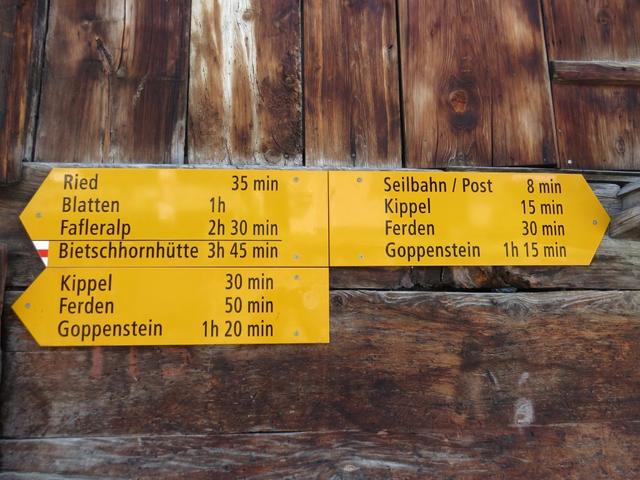 Ried 35 min
Blatten 1h
Fafleralp 2h 30 min
Bietschhornhütte 3h 45 min
Kippel 30 min
Ferden 50 min
Goppenstein 1h 20 min
Seilbahn / Post 8 min
Kippel 15 min
Ferden 30 min
Goppenstein 1h 15 min